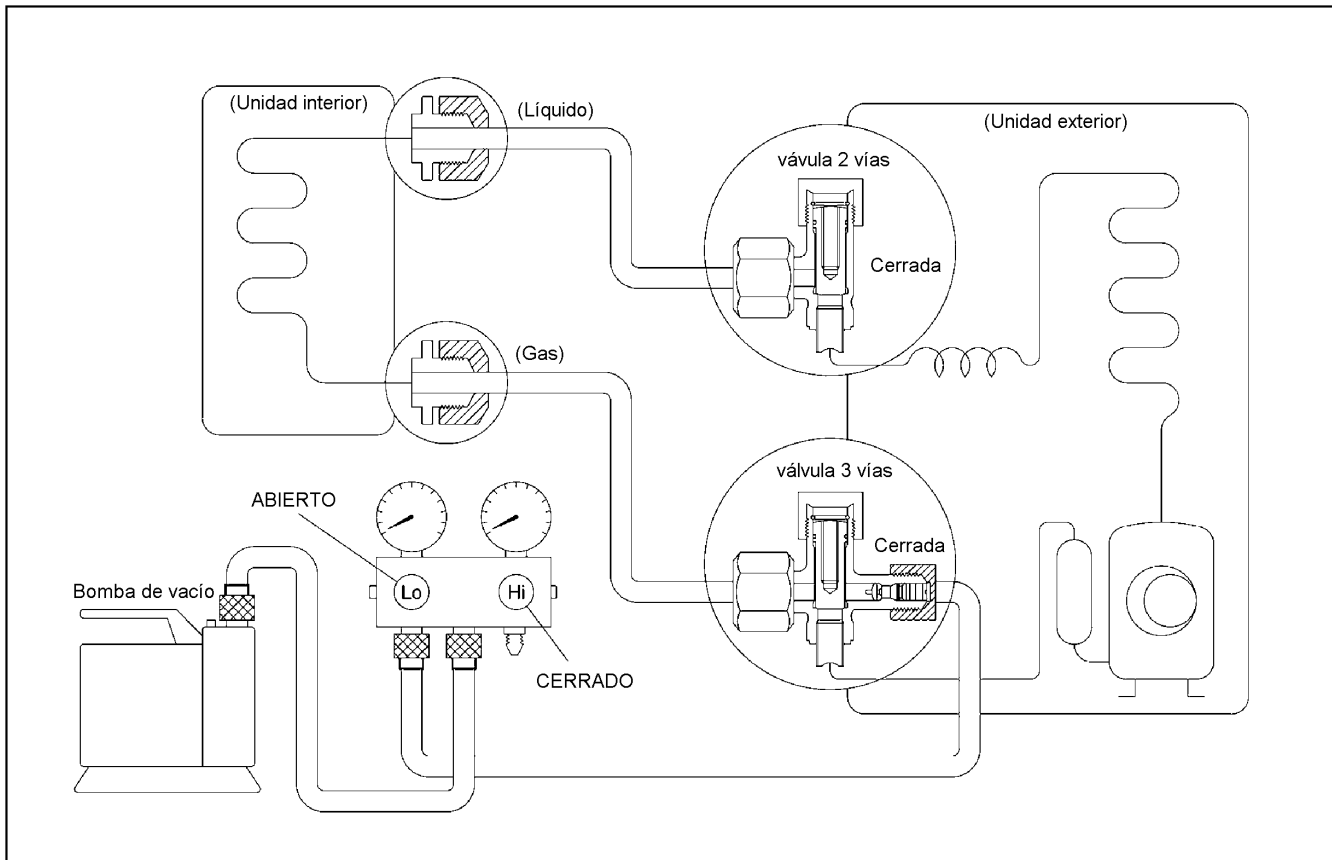 (Unidad interior)
(Líquido)
(Unidad exterior)
vávula 2 vías
Cerrada
(Gas)
válvula 3 vías
Cerrada
ABIERTO
Bomba de vacío
Lo
Hi
CERRADO